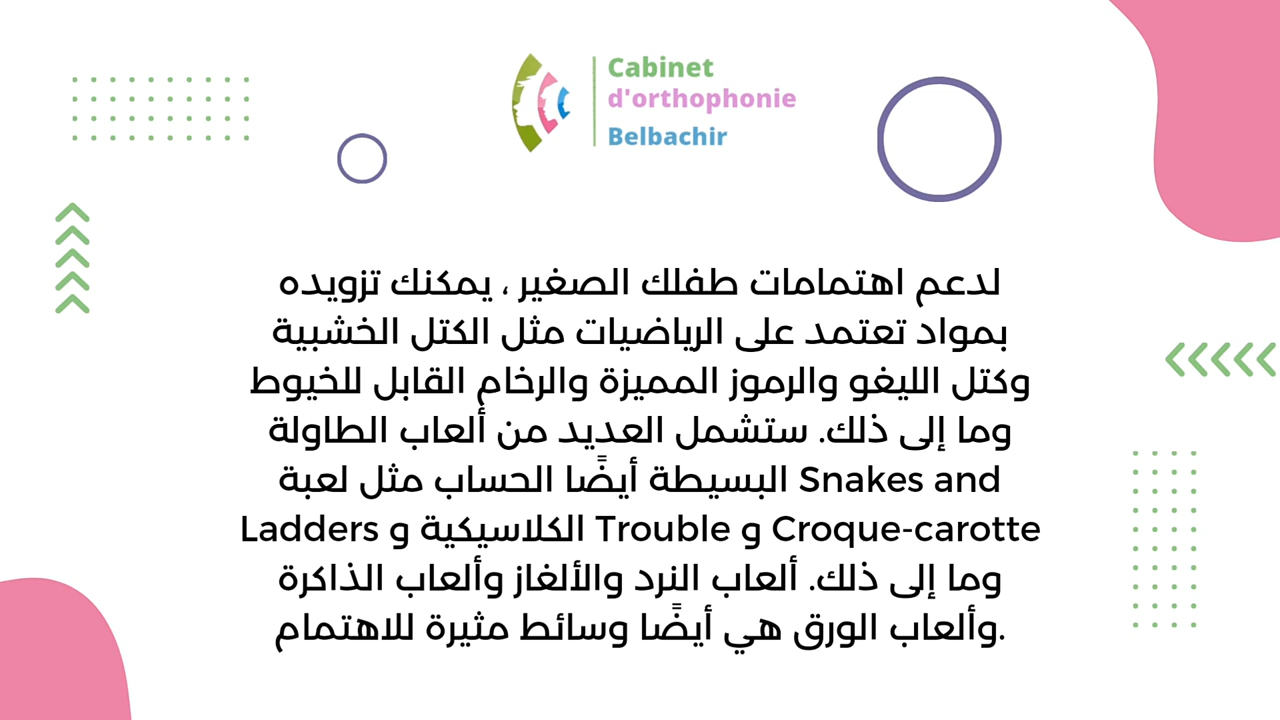 Cabinet
d'orthophonie
Belbachir
لدعم اهتمامات طفلك الصغير ، يمكنك تزويده
بمواد تعتمد على الرياضيات مثل الكتل الخشبية
وكتل الليغو والرموز المميزة والرخام القابل للخيوط
وما إلى ذلك. ستشمل العديد من ألعاب الطاولة
البسيطة أيضًا الحساب مثل لعبة Snakes and
Ladders الكلاسيكية و Trouble و Croque-carotte
وما إلى ذلك. ألعاب النرد والألغاز وألعاب الذاكرة
وألعاب الورق هي أيضًا وسائط مثيرة للاهتمام.